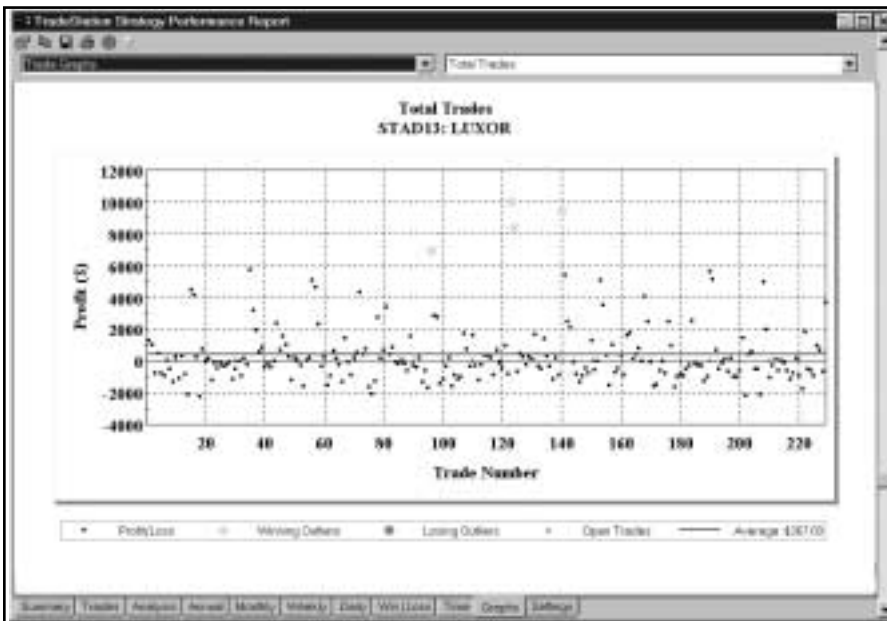 TradeStation Strategy Performance Report
Trade Graphs
Total Trades
Total Trades
STAD13: LUXOR
12000
10000
8000
6000
4000
2000
0
-2000
-4000
Profit ($)
20 40 60 80 100 120 140 160 180 200 220
Trade Number
Profit/Loss Winning Outliers Losing Outliers Open Trades Average
Summary Trades Analysis Annual Monthly Weekly Daily Win/Loss Time Graphs Settings